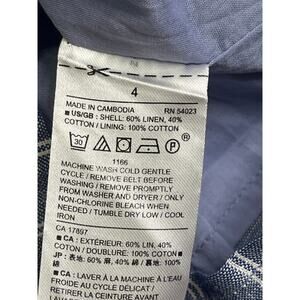 4
MADE IN CAMBODIA RN 54023
■ US/GB : SHELL: 60% LINEN, 40%
COTTON / LINING: 100% COTTON
30 P
1166
MACHINE WASH COLD GENTLE
CYCLE / REMOVE BELT BEFORE
WASHING / REMOVE PROMPTLY
FROM WASHER AND DRYER / ONLY
NON-CHLORINE BLEACH WHEN
NEEDED / TUMBLE DRY LOW / COOL
IRON
CA 17897
■ CA : EXTÉRIEUR: 60% LIN, 40%
COTON / DOUBLURE: 100% COTON ■
JP : 表地: 60% 麻, 40% 綿 / 裏地: 100%
綿
■ CA : LAVER À LA MACHINE À L'EAU
FROIDE AU CYCLE DÉLICAT /
RETIRER LA CEINTURE AVANT